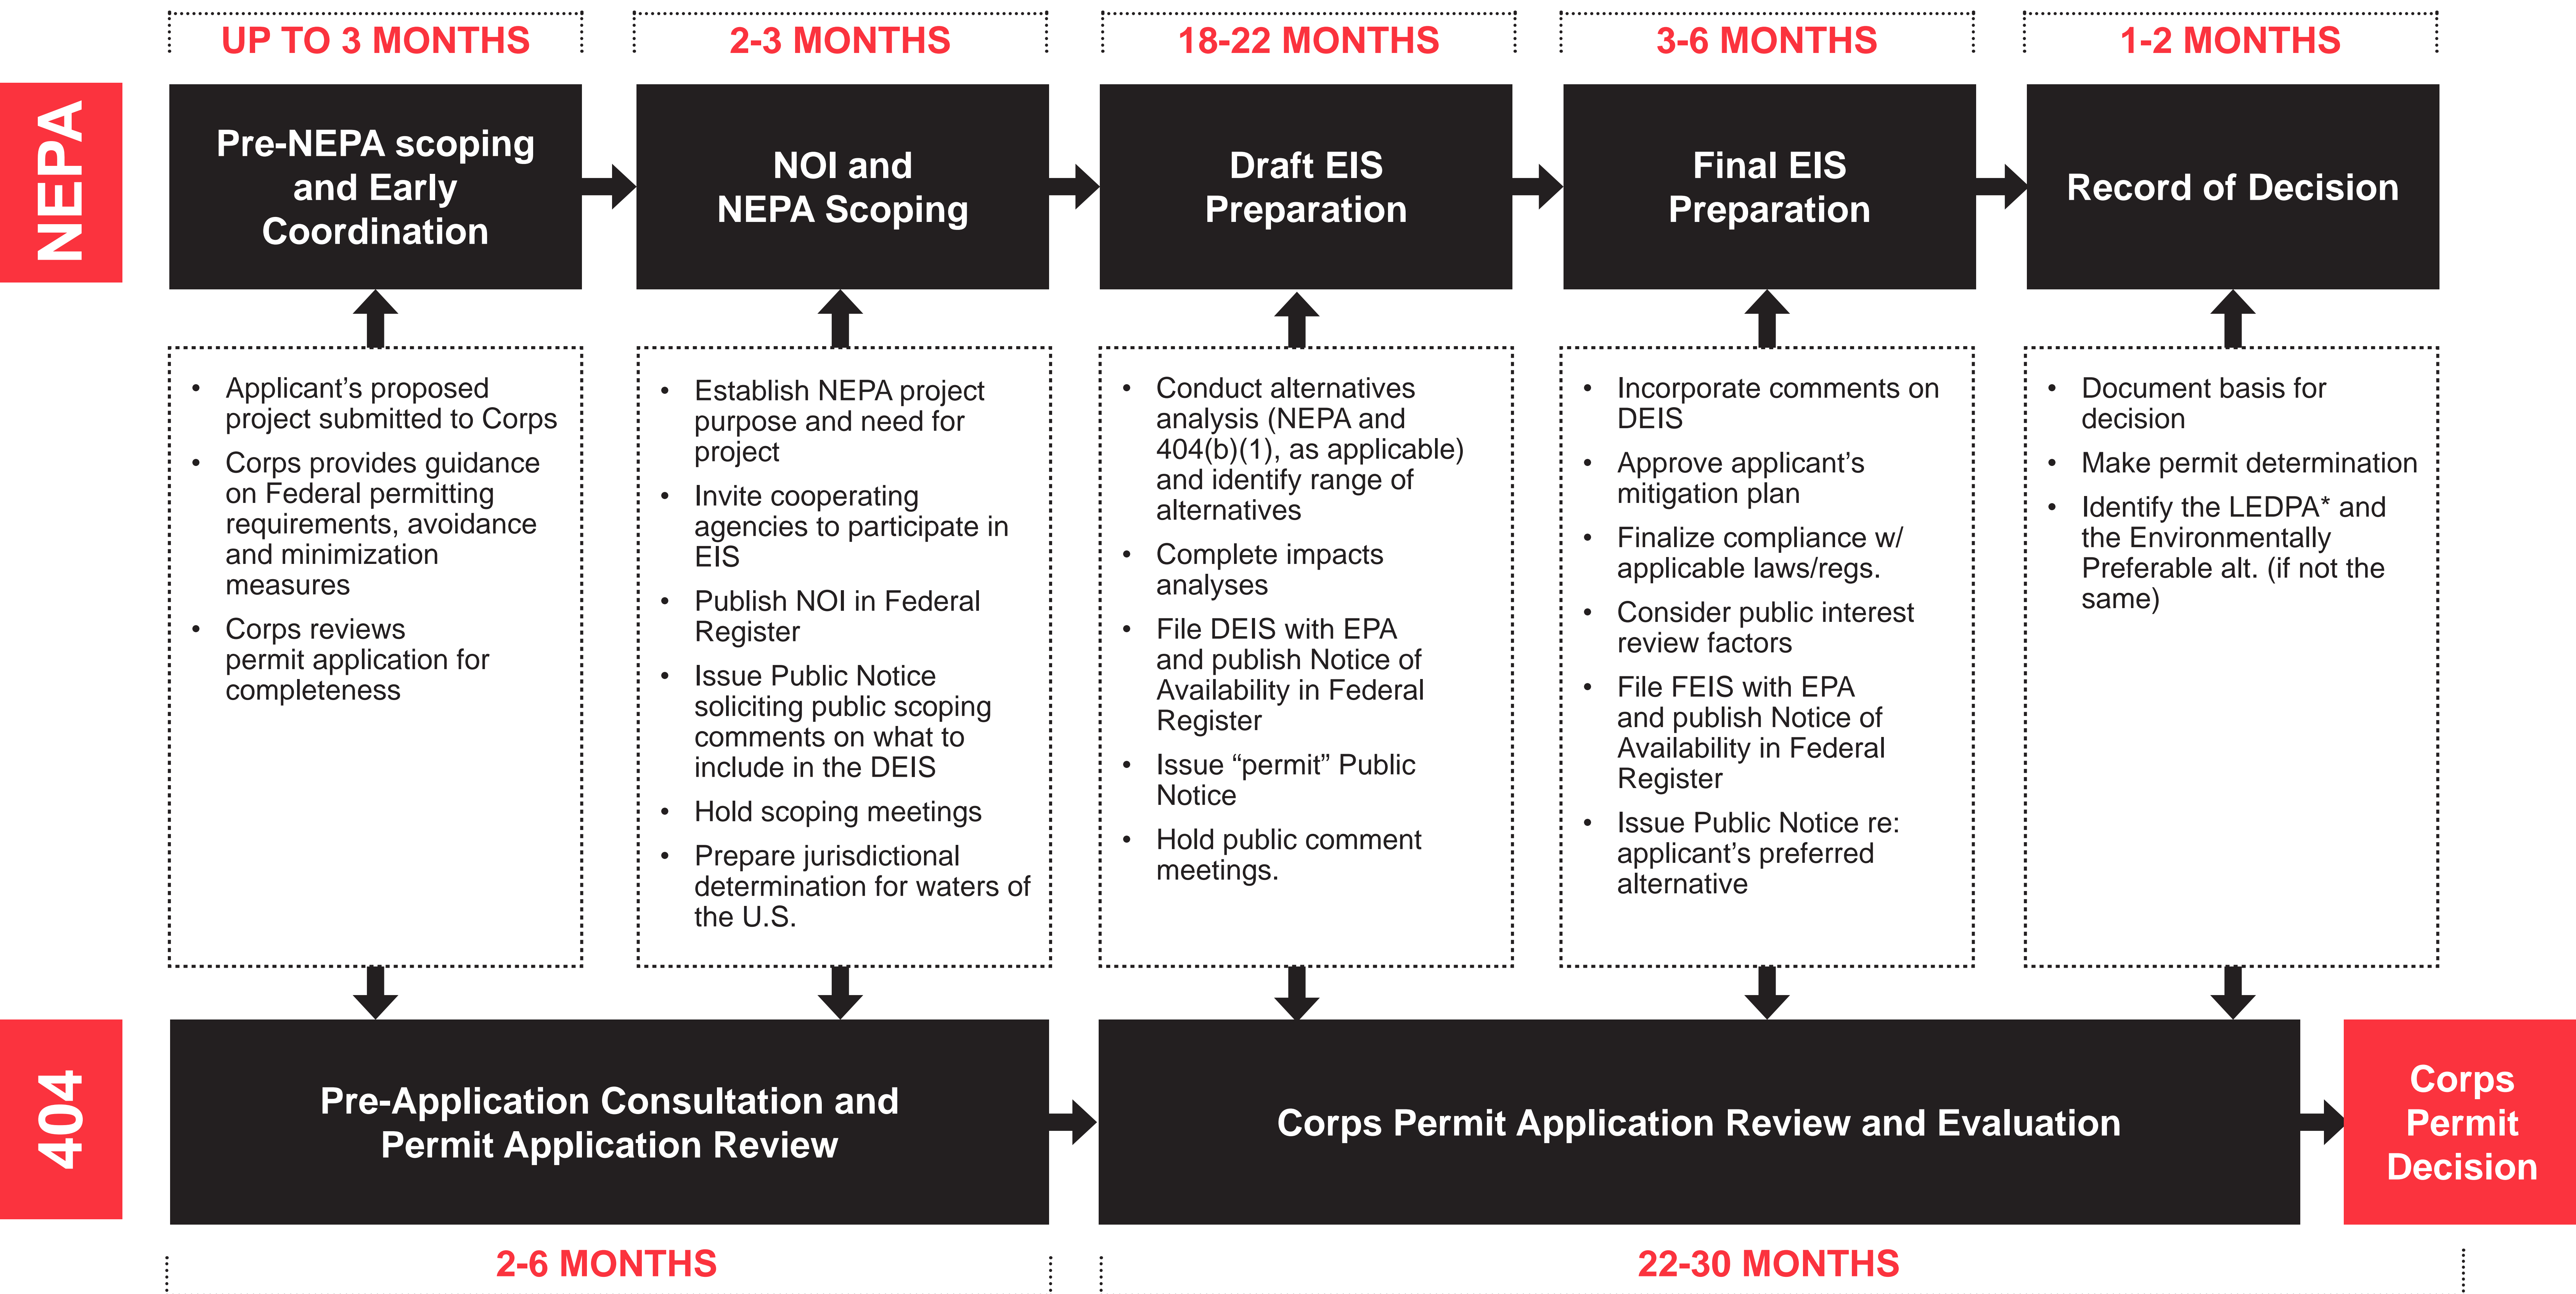 UP TO 3 MONTHS
2-3 MONTHS
18-22 MONTHS
3-6 MONTHS
1-2 MONTHS
NEPA
Pre-NEPA scoping
and Early
Coordination
NOI and
NEPA Scoping
Draft EIS
Preparation
Final EIS
Preparation
Record of Decision
• Applicant’s proposed
project submitted to Corps
• Corps provides guidance
on Federal permitting
requirements, avoidance
and minimization
measures
• Corps reviews
permit application for
completeness
• Establish NEPA project
purpose and need for
project
• Invite cooperating
agencies to participate in
EIS
• Publish NOI in Federal
Register
• Issue Public Notice
soliciting public scoping
comments on what to
include in the DEIS
• Hold scoping meetings
• Prepare jurisdictional
determination for waters of
the U.S.
• Conduct alternatives
analysis (NEPA and
404(b)(1), as applicable)
and identify range of
alternatives
• Complete impacts
analyses
• File DEIS with EPA
and publish Notice of
Availability in Federal
Register
• Issue “permit” Public
Notice
• Hold public comment
meetings.
• Incorporate comments on
DEIS
• Approve applicant’s
mitigation plan
• Finalize compliance w/
applicable laws/regs.
• Consider public interest
review factors
• File FEIS with EPA
and publish Notice of
Availability in Federal
Register
• Issue Public Notice re:
applicant’s preferred
alternative
• Document basis for
decision
• Make permit determination
• Identify the LEDPA* and
the Environmentally
Preferable alt. (if not the
same)
404
Pre-Application Consultation and
Permit Application Review
Corps Permit Application Review and Evaluation
Corps
Permit
Decision
2-6 MONTHS
22-30 MONTHS